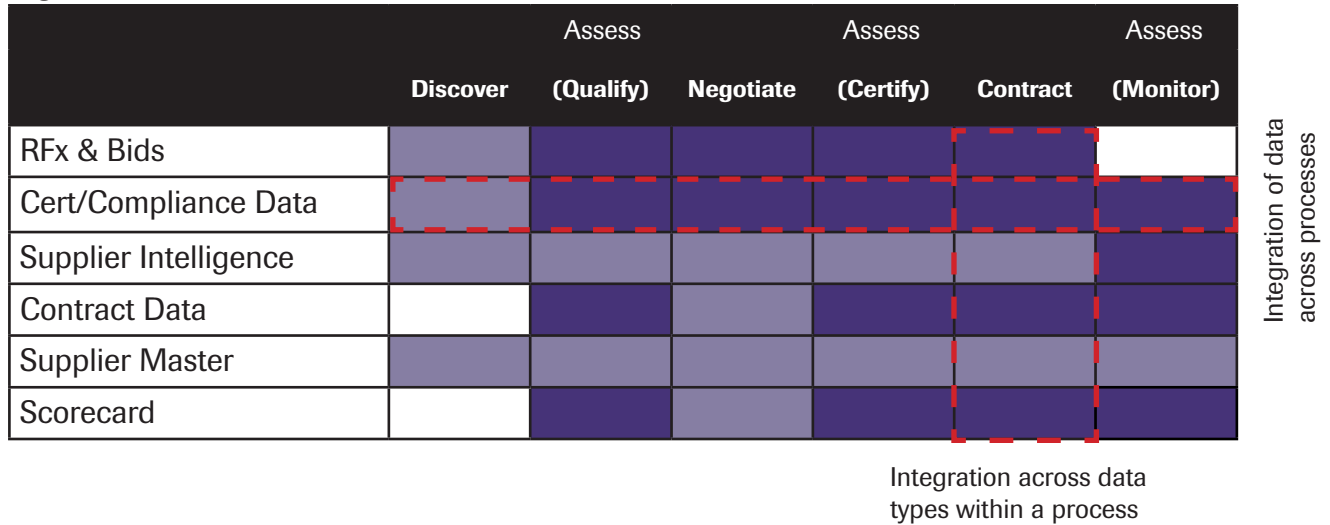 Assess Assess Assess
Discover (Qualify) Negotiate (Certify) Contract (Monitor)
RFx & Bids
Cert/Compliance Data
Supplier Intelligence
Contract Data
Supplier Master
Scorecard
Integration of data
across processes
Integration across data
types within a process